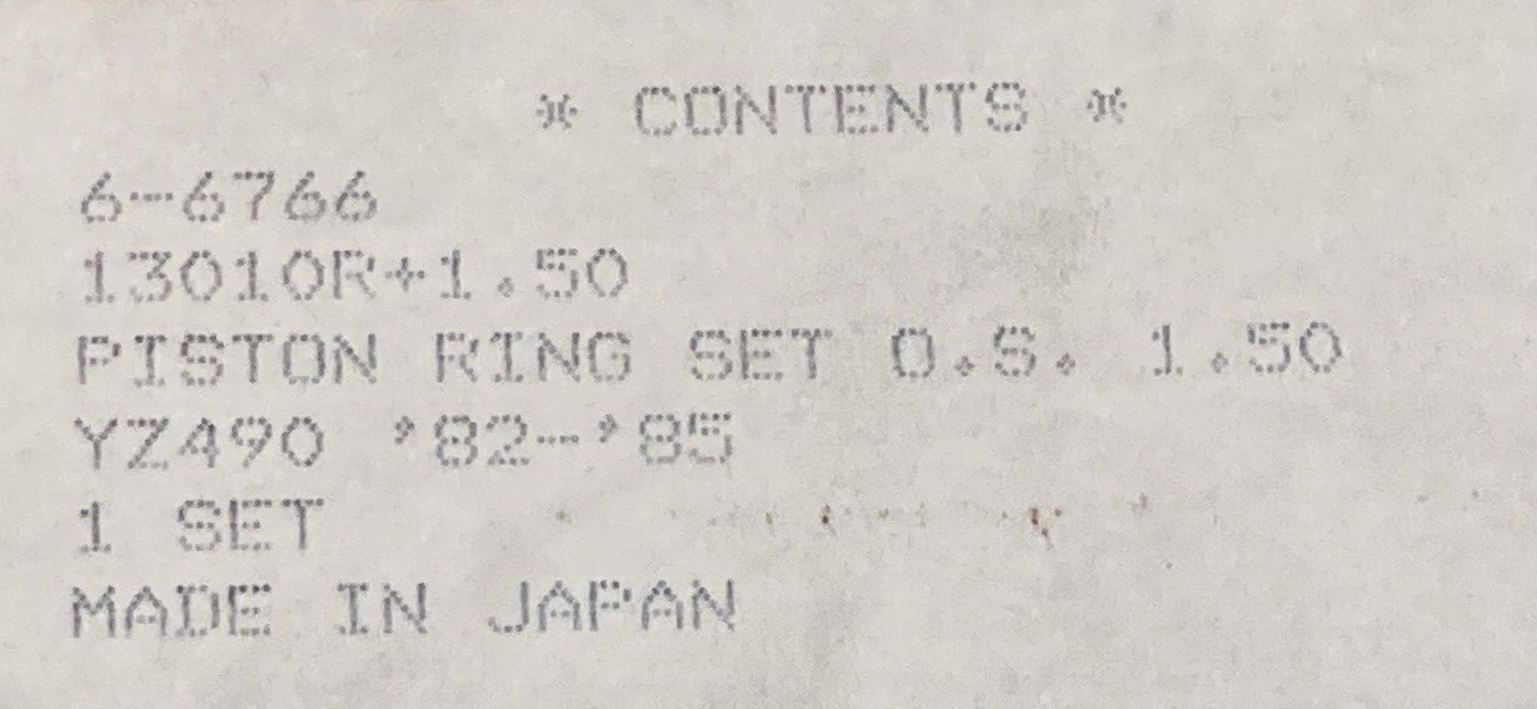 * CONTENTS *
6-6766
13010R+1.50
PISTON RING SET O.S. 1.50
YZ490 '82-'85
1 SET
MADE IN JAPAN